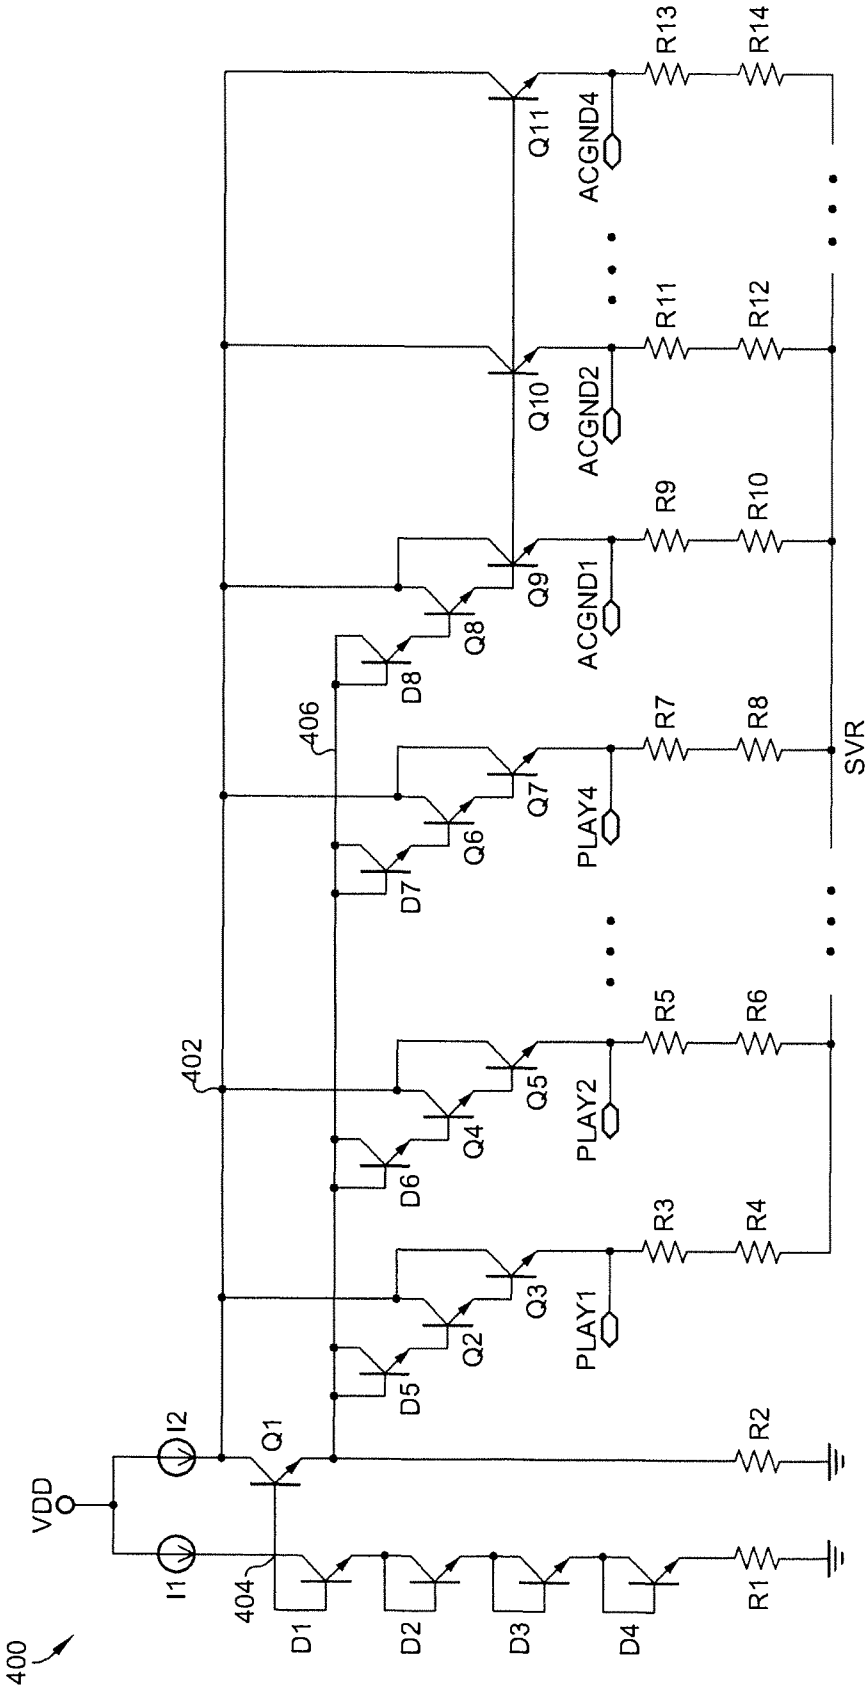 400
VDD
I1
I2
402
404
Q1
406
D1
D2
D3
D4
R1
R2
D5
Q2
Q3
PLAY1
R3
R4
D6
Q4
Q5
PLAY2
R5
R6
D7
Q6
Q7
PLAY4
R7
R8
SVR
D8
Q8
Q9
ACGND1
R9
R10
Q10
ACGND2
R11
R12
Q11
ACGND4
R13
R14